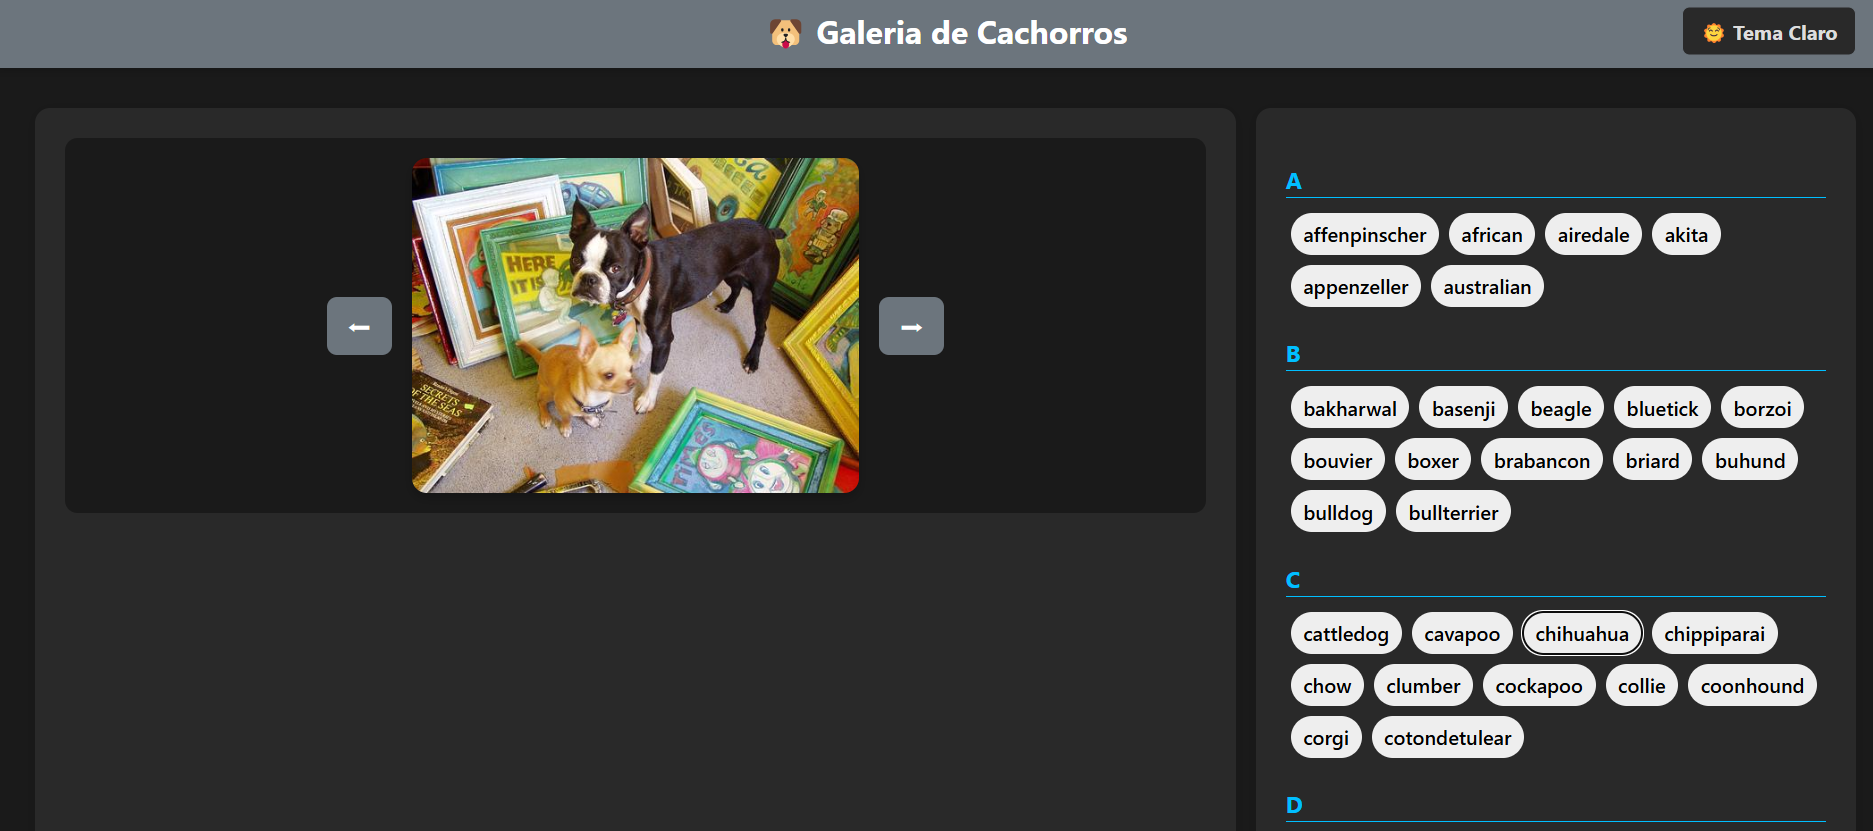 Galeria de Cachorros
Tema Claro
HERE
IT IS
SECRETS
OF THE SEAS
A
affenpinscher african airedale akita
appenzeller australian
B
bakharwal basenji beagle bluetick borzoi
bouvier boxer brabancon briard buhund
bulldog bullterrier
C
cattledog cavapoo chihuahua chippiparai
chow clumber cockapoo collie coonhound
corgi cotondetulear
D